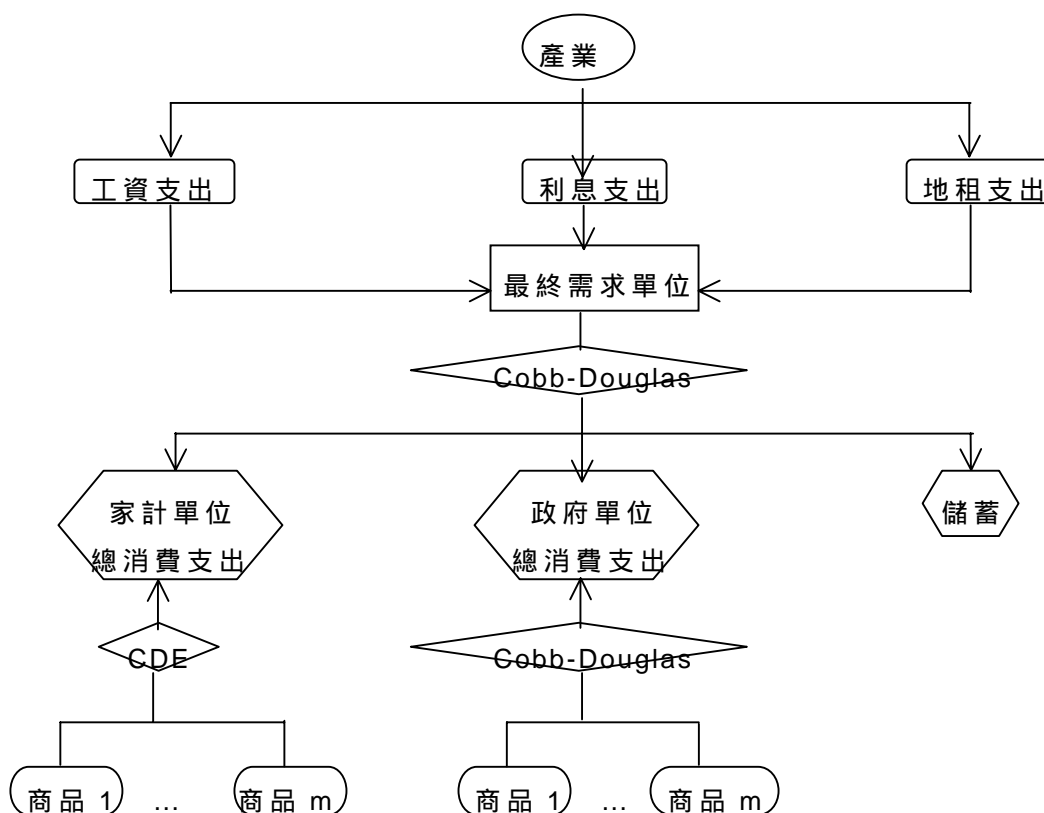 產業
工資支出
利息支出
地租支出
最終需求單位
Cobb-Douglas
家計單位
總消費支出
政府單位
總消費支出
儲蓄
CDE
Cobb-Douglas
商品 1
...
商品 m
商品 1
...
商品 m